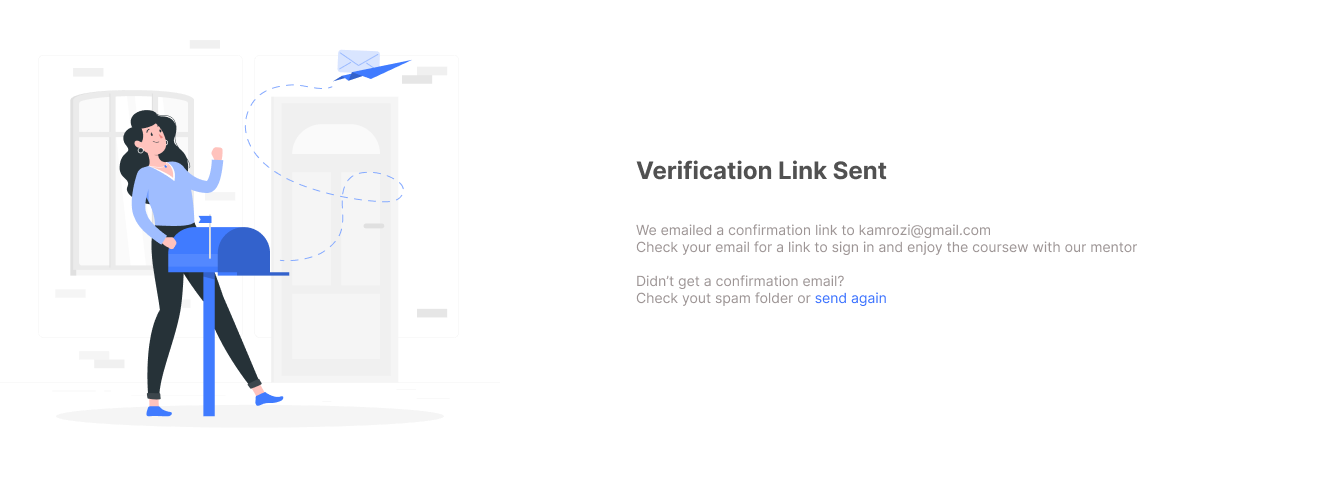 Verification Link Sent
We emailed a confirmation link to kamrozi@gmail.com
Check your email for a link to sign in and enjoy the coursew with our mentor
Didn't get a confirmation email?
Check yout spam folder or send again